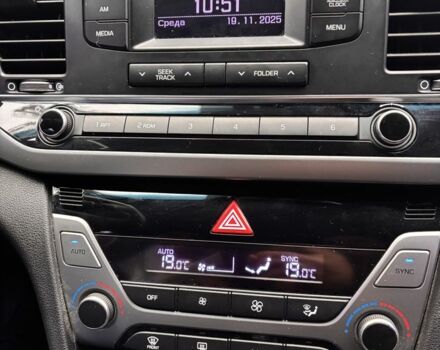 AM
10:51
CLOCK
MEDIA
Среда 19.11.2025
MENU
SEEK
TRACK
FOLDER
1 RPT 2 RDM 3 4 5 6
AUTO SYNC
AUTO 19.0°C 19.0°C SYNC
OFF
FRONT